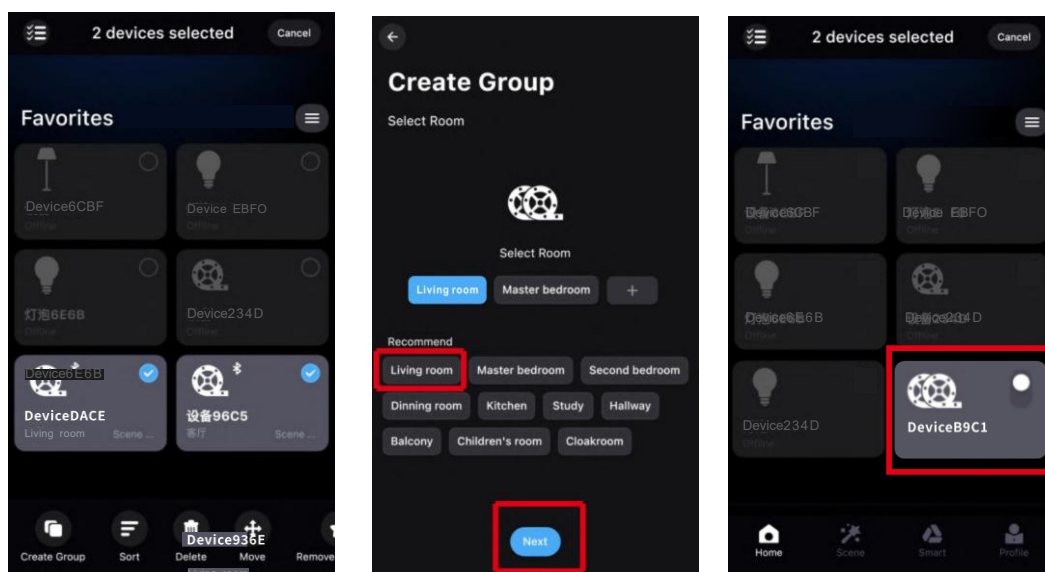 2 devices selected
Cancel
Favorites
Device6CBF
Offline
Device EBFO
Offline
灯泡6E6B
Offline
Device234D
Offline
Device6E6B
DeviceDACE
Living room
Scene ...
设备96C5
客厅
Scene ...
Device936E
Create Group
Sort
Delete
Move
Remove
Create Group
Select Room
Select Room
Living room
Master bedroom
+
Recommend
Living room
Master bedroom
Second bedroom
Dinning room
Kitchen
Study
Hallway
Balcony
Children's room
Cloakroom
Next
2 devices selected
Cancel
Favorites
Offline
Offline
Offline
Offline
Device234D
Offline
DeviceB9C1
Home
Scene
Smart
Profile